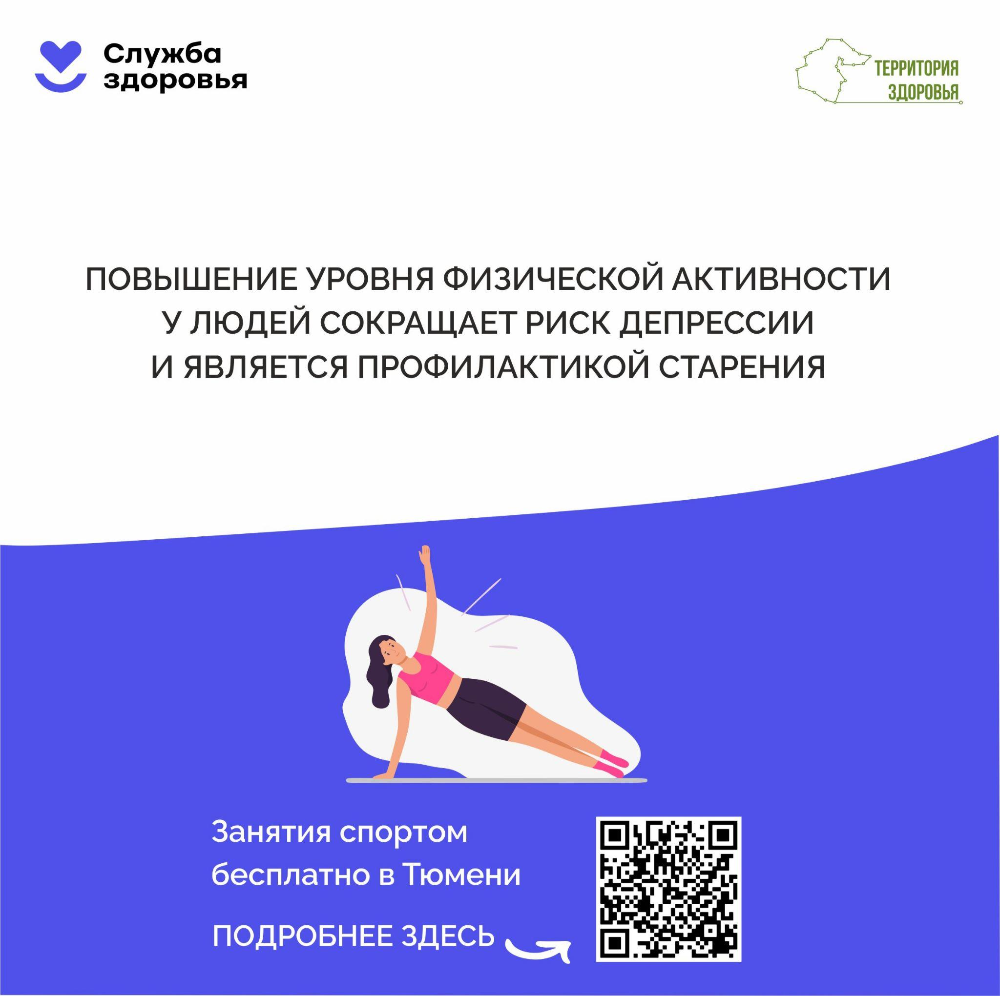 Служба
здоровья
ТЕРРИТОРИЯ
ЗДОРОВЬЯ
ПОВЫШЕНИЕ УРОВНЯ ФИЗИЧЕСКОЙ АКТИВНОСТИ
У ЛЮДЕЙ СОКРАЩАЕТ РИСК ДЕПРЕССИИ
И ЯВЛЯЕТСЯ ПРОФИЛАКТИКОЙ СТАРЕНИЯ
Занятия спортом
бесплатно в Тюмени
ПОДРОБНЕЕ ЗДЕСЬ